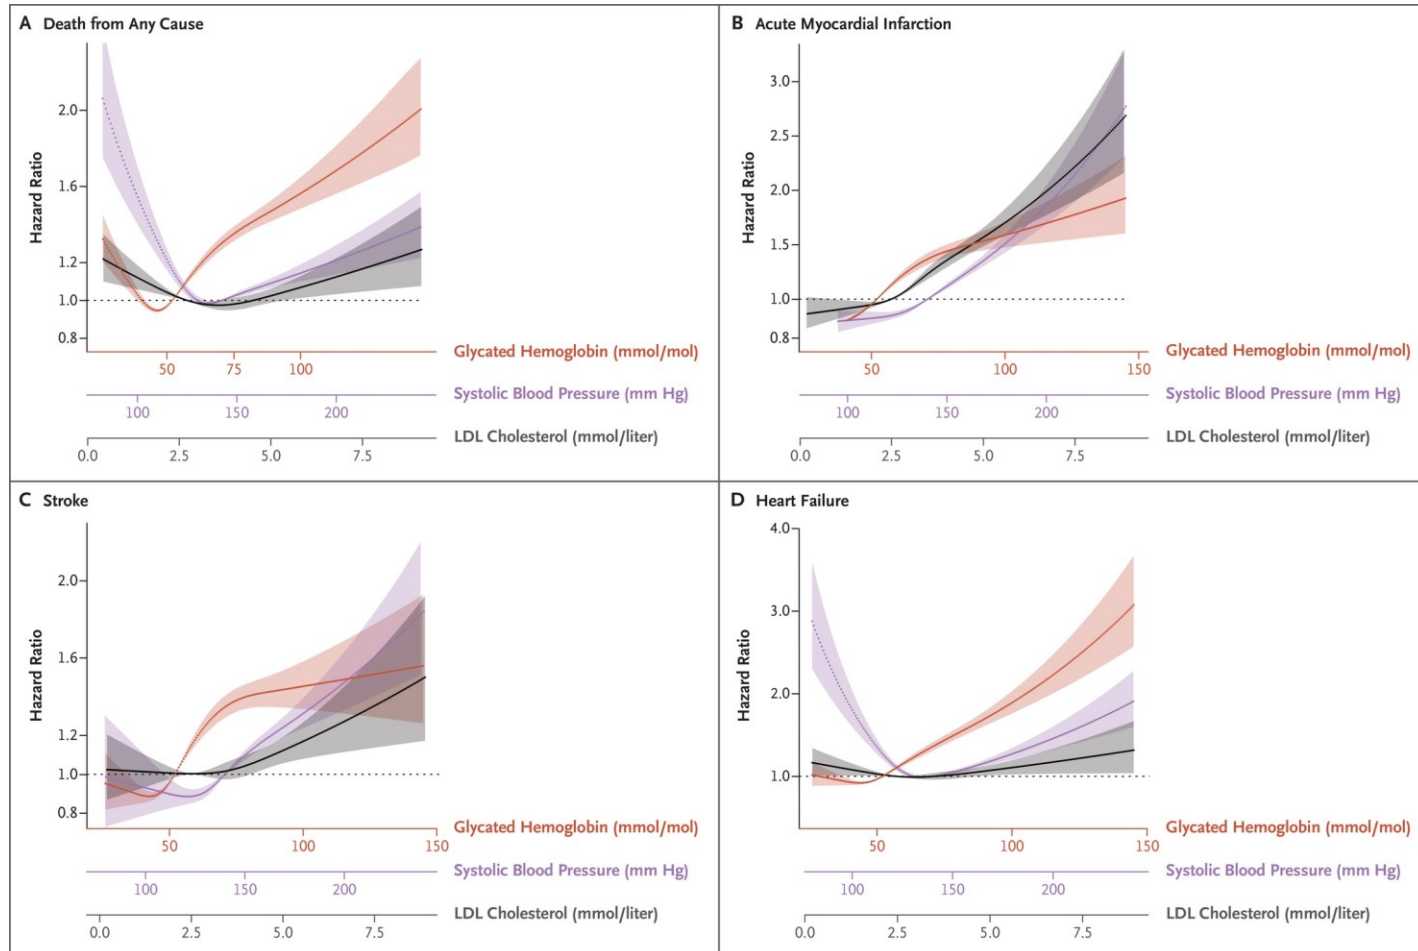 A Death from Any Cause
2.0
1.6
1.2
1.0
0.8
Hazard Ratio
50 75 100
Glycated Hemoglobin (mmol/mol)
100 150 200
Systolic Blood Pressure (mm Hg)
0.0 2.5 5.0 7.5
LDL Cholesterol (mmol/liter)
B Acute Myocardial Infarction
3.0
2.5
2.0
1.5
1.0
0.8
Hazard Ratio
50 100 150
Glycated Hemoglobin (mmol/mol)
100 150 200
Systolic Blood Pressure (mm Hg)
0.0 2.5 5.0 7.5
LDL Cholesterol (mmol/liter)
C Stroke
2.0
1.6
1.2
1.0
0.8
Hazard Ratio
50 100 150
Glycated Hemoglobin (mmol/mol)
100 150 200
Systolic Blood Pressure (mm Hg)
0.0 2.5 5.0 7.5
LDL Cholesterol (mmol/liter)
D Heart Failure
4.0
3.0
2.0
1.0
Hazard Ratio
50 100 150
Glycated Hemoglobin (mmol/mol)
100 150 200
Systolic Blood Pressure (mm Hg)
0.0 2.5 5.0 7.5
LDL Cholesterol (mmol/liter)